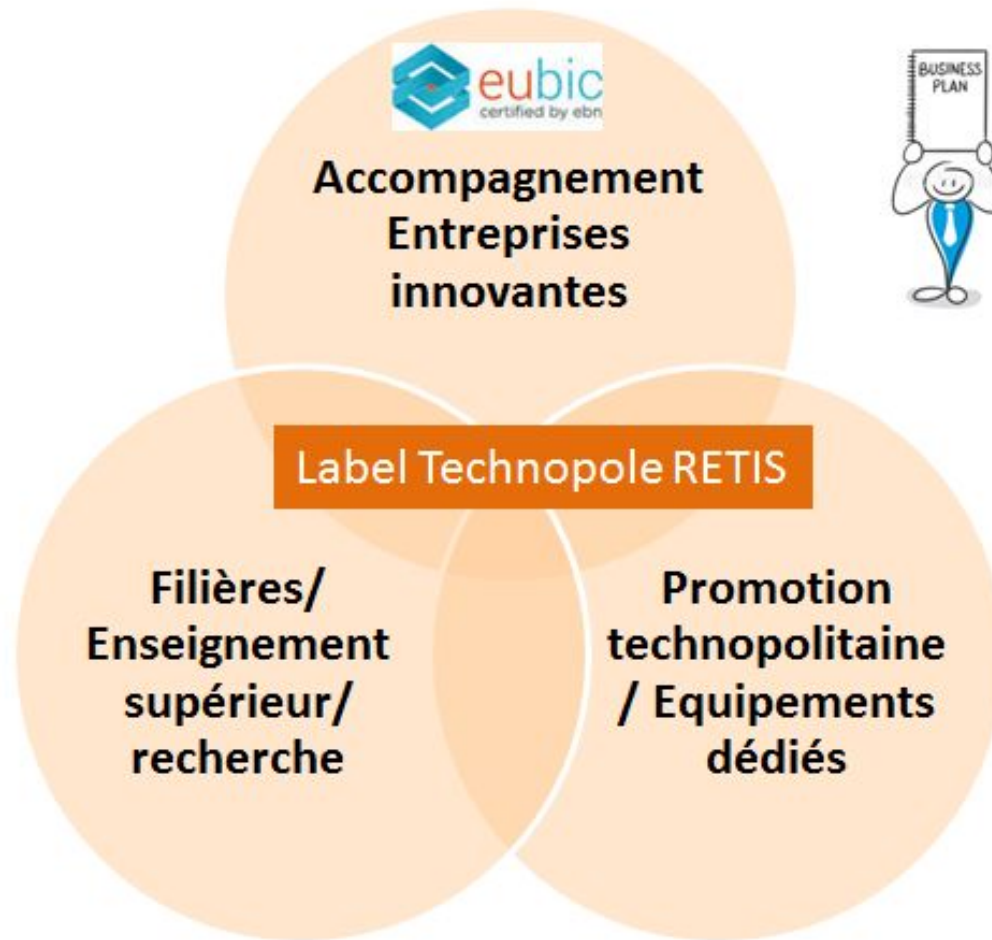 eubic
certified by ebn
BUSINESS
PLAN
Accompagnement
Entreprises
innovantes
Label Technopole RETIS
Filières/
Enseignement
supérieur/
recherche
Promotion
technopolitaine
/ Equipements
dédiés